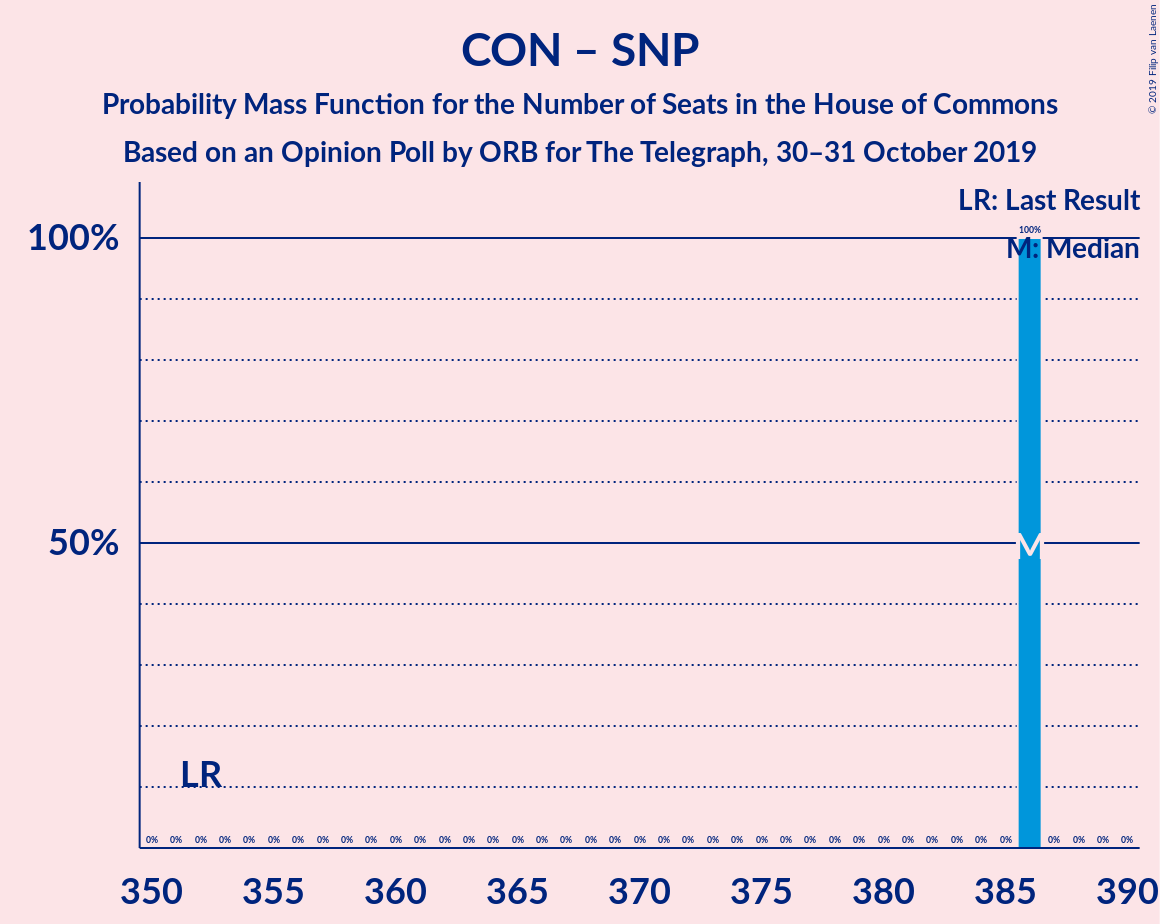 CON – SNP
Probability Mass Function for the Number of Seats in the House of Commons
Based on an Opinion Poll by ORB for The Telegraph, 30–31 October 2019
© 2019 Filip van Laenen
LR: Last Result
M: Median
100%
100%
50%
M
LR
0% 0% 0% 0% 0% 0% 0% 0% 0% 0% 0% 0% 0% 0% 0% 0% 0% 0% 0% 0% 0% 0% 0% 0% 0% 0% 0% 0% 0% 0% 0% 0% 0% 0% 0% 0% 0% 0% 0% 0%
350 355 360 365 370 375 380 385 390